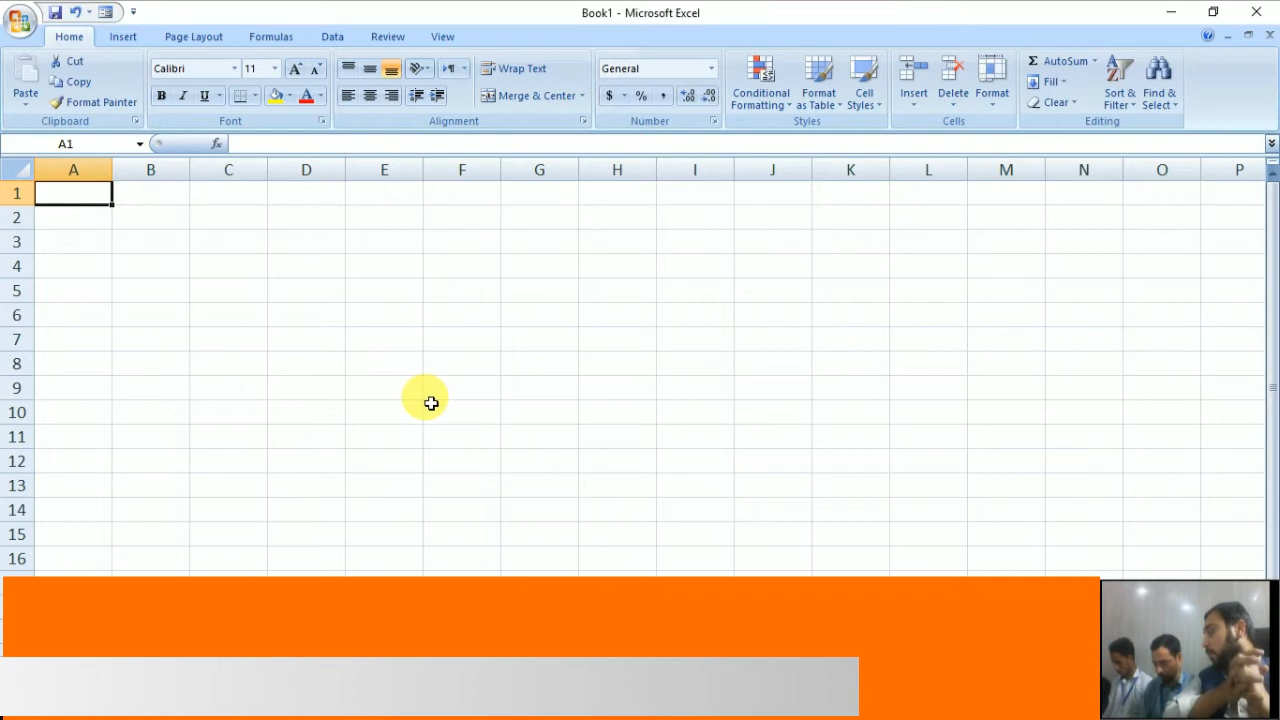 Book1 - Microsoft Excel
Home Insert Page Layout Formulas Data Review View
Cut
Copy
Format Painter
Paste
Clipboard
Calibri 11
B I U
Font
Wrap Text
Merge & Center
Alignment
General
$ % ,
Number
Conditional Formatting
Format as Table
Cell Styles
Styles
Insert Delete Format
Cells
Σ AutoSum
Fill
Clear
Sort & Filter
Find & Select
Editing
A1 fx
A B C D E F G H I J K L M N O P
1
2
3
4
5
6
7
8
9
10
11
12
13
14
15
16